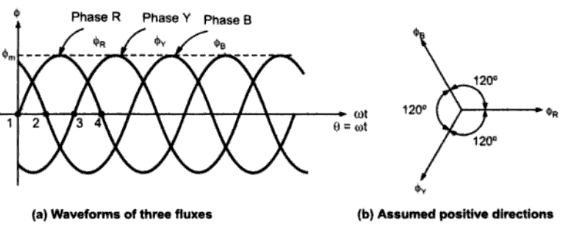 ϕ
Phase R Phase Y Phase B
ϕm
ϕR ϕY ϕB
1 2 3 4
ωt
θ = ωt
(a) Waveforms of three fluxes
ϕB
120°
120°
120°
ϕR
ϕY
(b) Assumed positive directions